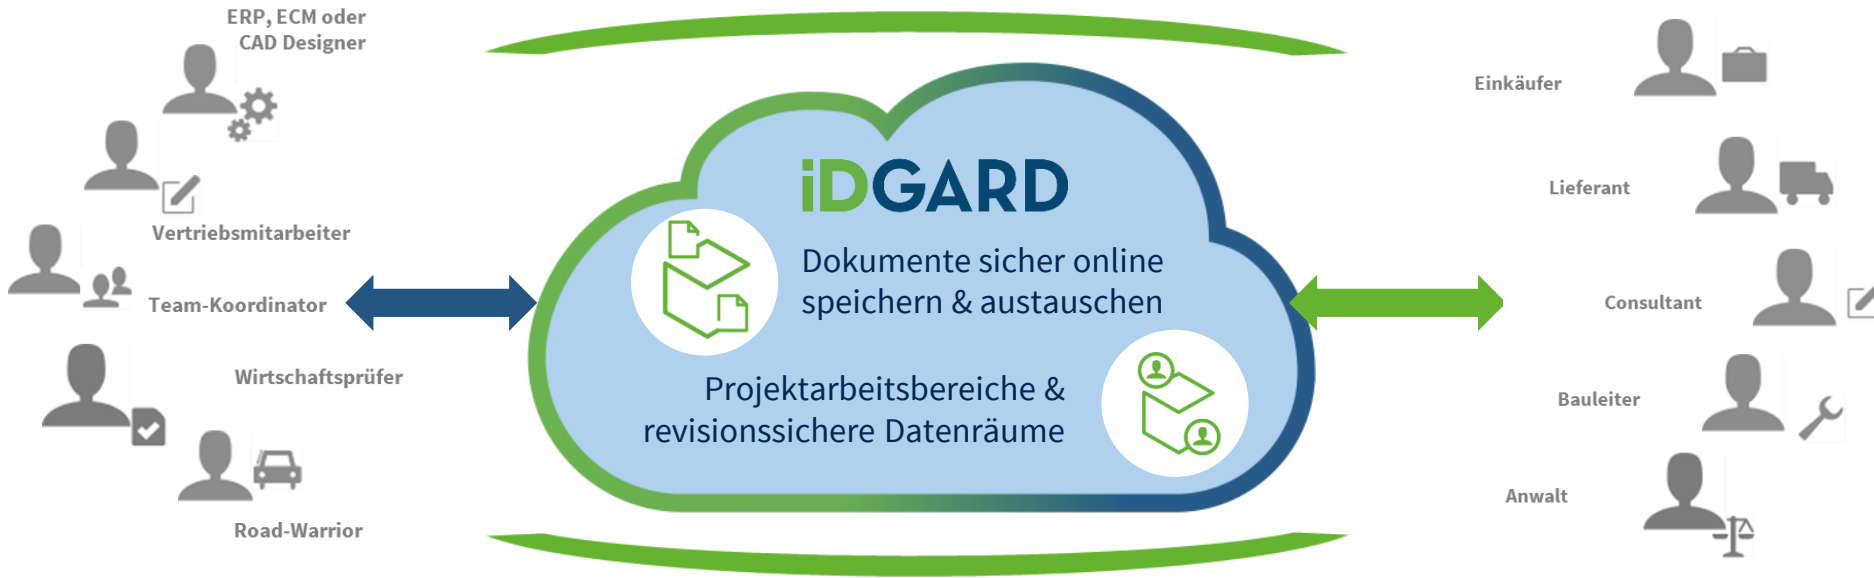 ERP, ECM oder
CAD Designer
Vertriebsmitarbeiter
Team-Koordinator
Wirtschaftsprüfer
Road-Warrior
iDGARD
Dokumente sicher online
speichern & austauschen
Projektarbeitsbereiche &
revisionssichere Datenräume
Einkäufer
Lieferant
Consultant
Bauleiter
Anwalt